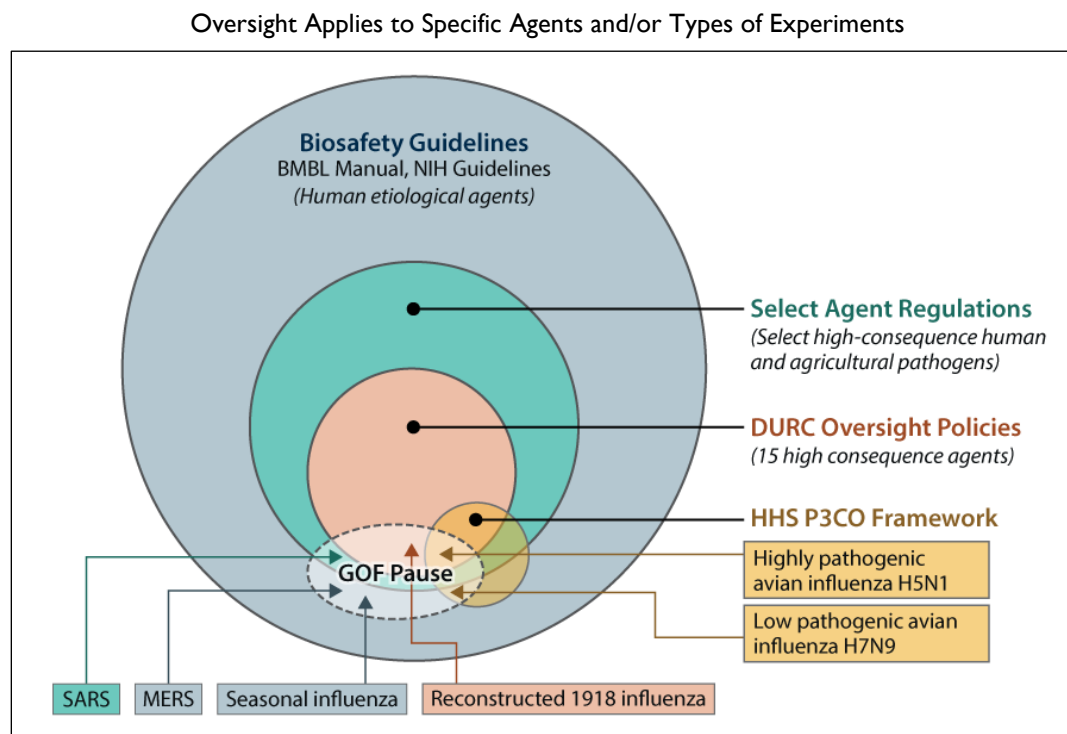 Oversight Applies to Specific Agents and/or Types of Experiments
Biosafety Guidelines
BMBL Manual, NIH Guidelines
(Human etiological agents)
Select Agent Regulations
(Select high-consequence human
and agricultural pathogens)
DURC Oversight Policies
(15 high consequence agents)
HHS P3CO Framework
Highly pathogenic
avian influenza H5N1
Low pathogenic avian
influenza H7N9
GOF Pause
SARS
MERS
Seasonal influenza
Reconstructed 1918 influenza